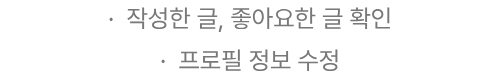 · 작성한 글, 좋아요한 글 확인
· 프로필 정보 수정